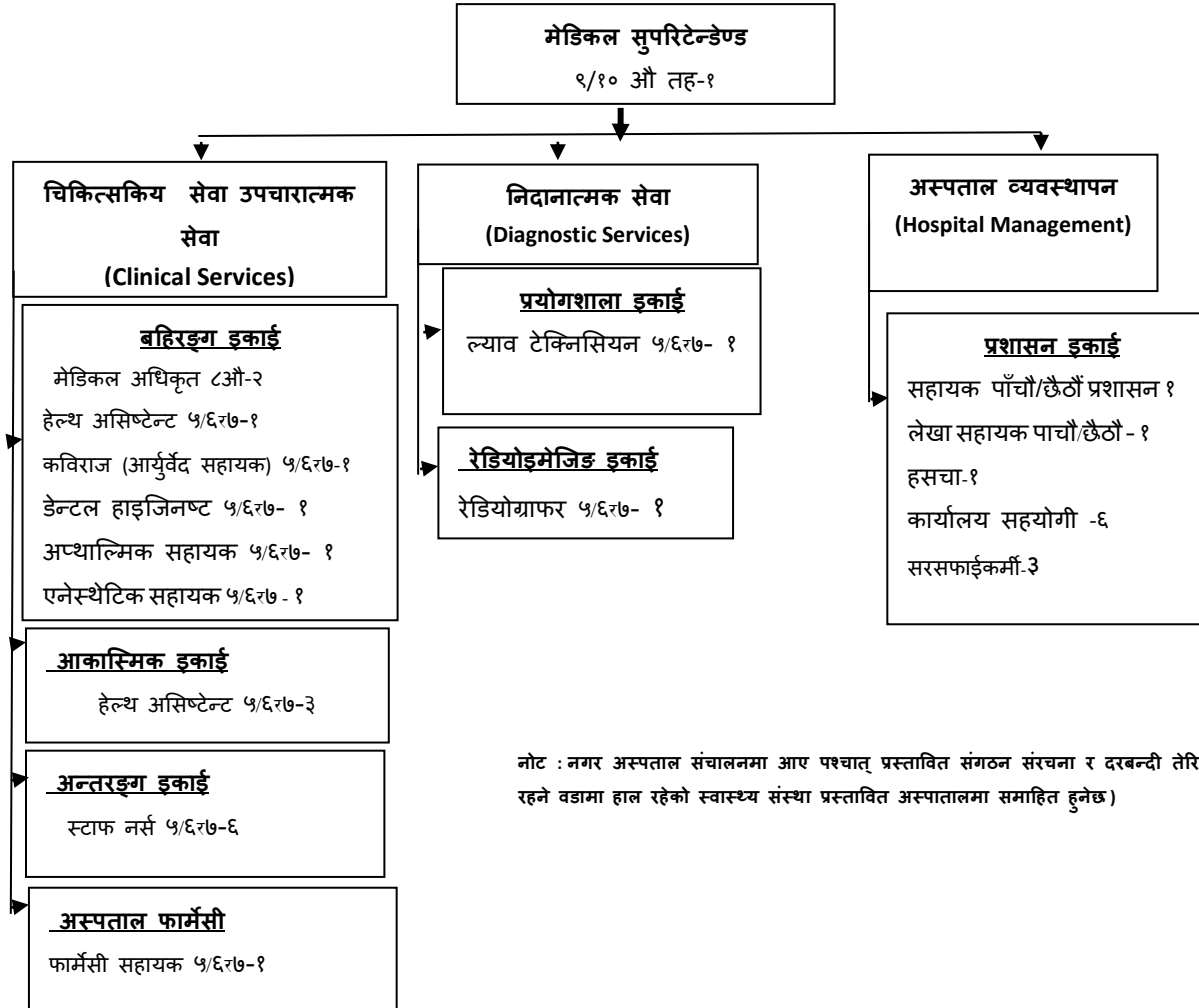 मेडिकल सुपरिटेन्डेण्ड
९/१० औ तह-१
चिकित्सकिय सेवा उपचारात्मक
सेवा
(Clinical Services)
निदानात्मक सेवा
(Diagnostic Services)
अस्पताल व्यवस्थापन
(Hospital Management)
बहिरङ्ग इकाई
मेडिकल अधिकृत ८औ-२
हेल्थ असिष्टेन्ट ५/६र७-१
कविराज (आर्युर्वेद सहायक) ५/६र७-१
डेन्टल हाइजिनष्ट ५/६र७- १
अप्थाल्मिक सहायक ५/६र७- १
एनेस्थेटिक सहायक ५/६र७ - १
आकास्मिक इकाई
हेल्थ असिष्टेन्ट ५/६र७-३
अन्तरङ्ग इकाई
स्टाफ नर्स ५/६र७-६
अस्पताल फार्मेसी
फार्मेसी सहायक ५/६र७-१
प्रयोगशाला इकाई
ल्याव टेक्निसियन ५/६र७- १
रेडियोइमेजिङ इकाई
रेडियोग्राफर ५/६र७- १
प्रशासन इकाई
सहायक पाँचौ/छैठौं प्रशासन १
लेखा सहायक पाचौ/छैठौ - १
हसचा-१
कार्यालय सहयोगी -६
सरसफाईकर्मी-३
नोट : नगर अस्पताल संचालनमा आए पश्चात् प्रस्तावित संगठन संरचना र दरबन्दी तेरि
रहने वडामा हाल रहेको स्वास्थ्य संस्था प्रस्तावित अस्पातालमा समाहित हुनेछ )